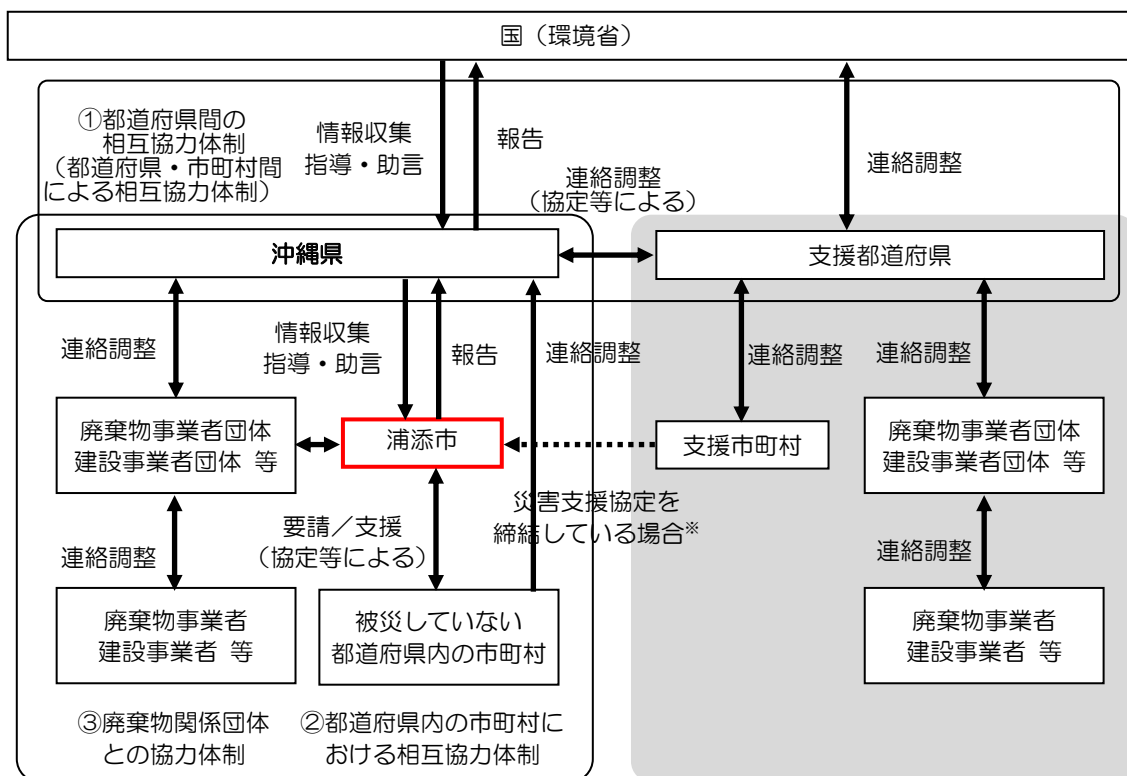 国（環境省）
①都道府県間の
相互協力体制
（都道府県・市町村間
による相互協力体制）
情報収集
指導・助言
報告
連絡調整
（協定等による）
連絡調整
沖縄県
支援都道府県
連絡調整
情報収集
指導・助言
報告
連絡調整
連絡調整
連絡調整
廃棄物事業者団体
建設事業者団体 等
浦添市
支援市町村
廃棄物事業者団体
建設事業者団体 等
災害支援協定を
締結している場合※
連絡調整
要請／支援
（協定等による）
連絡調整
廃棄物事業者
建設事業者 等
被災していない
都道府県内の市町村
廃棄物事業者
建設事業者 等
③廃棄物関係団体
との協力体制
②都道府県内の市町村に
おける相互協力体制